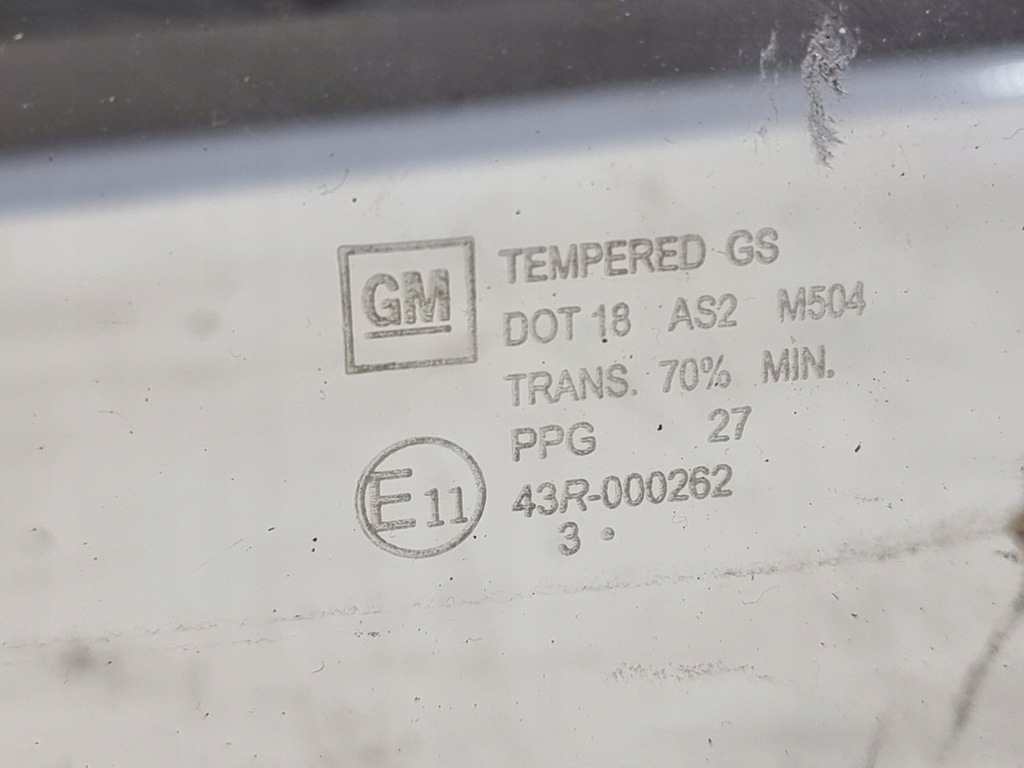 GM
TEMPERED GS
DOT 18 AS2 M504
TRANS. 70% MIN.
PPG 27
E 11
43R-000262
3 •